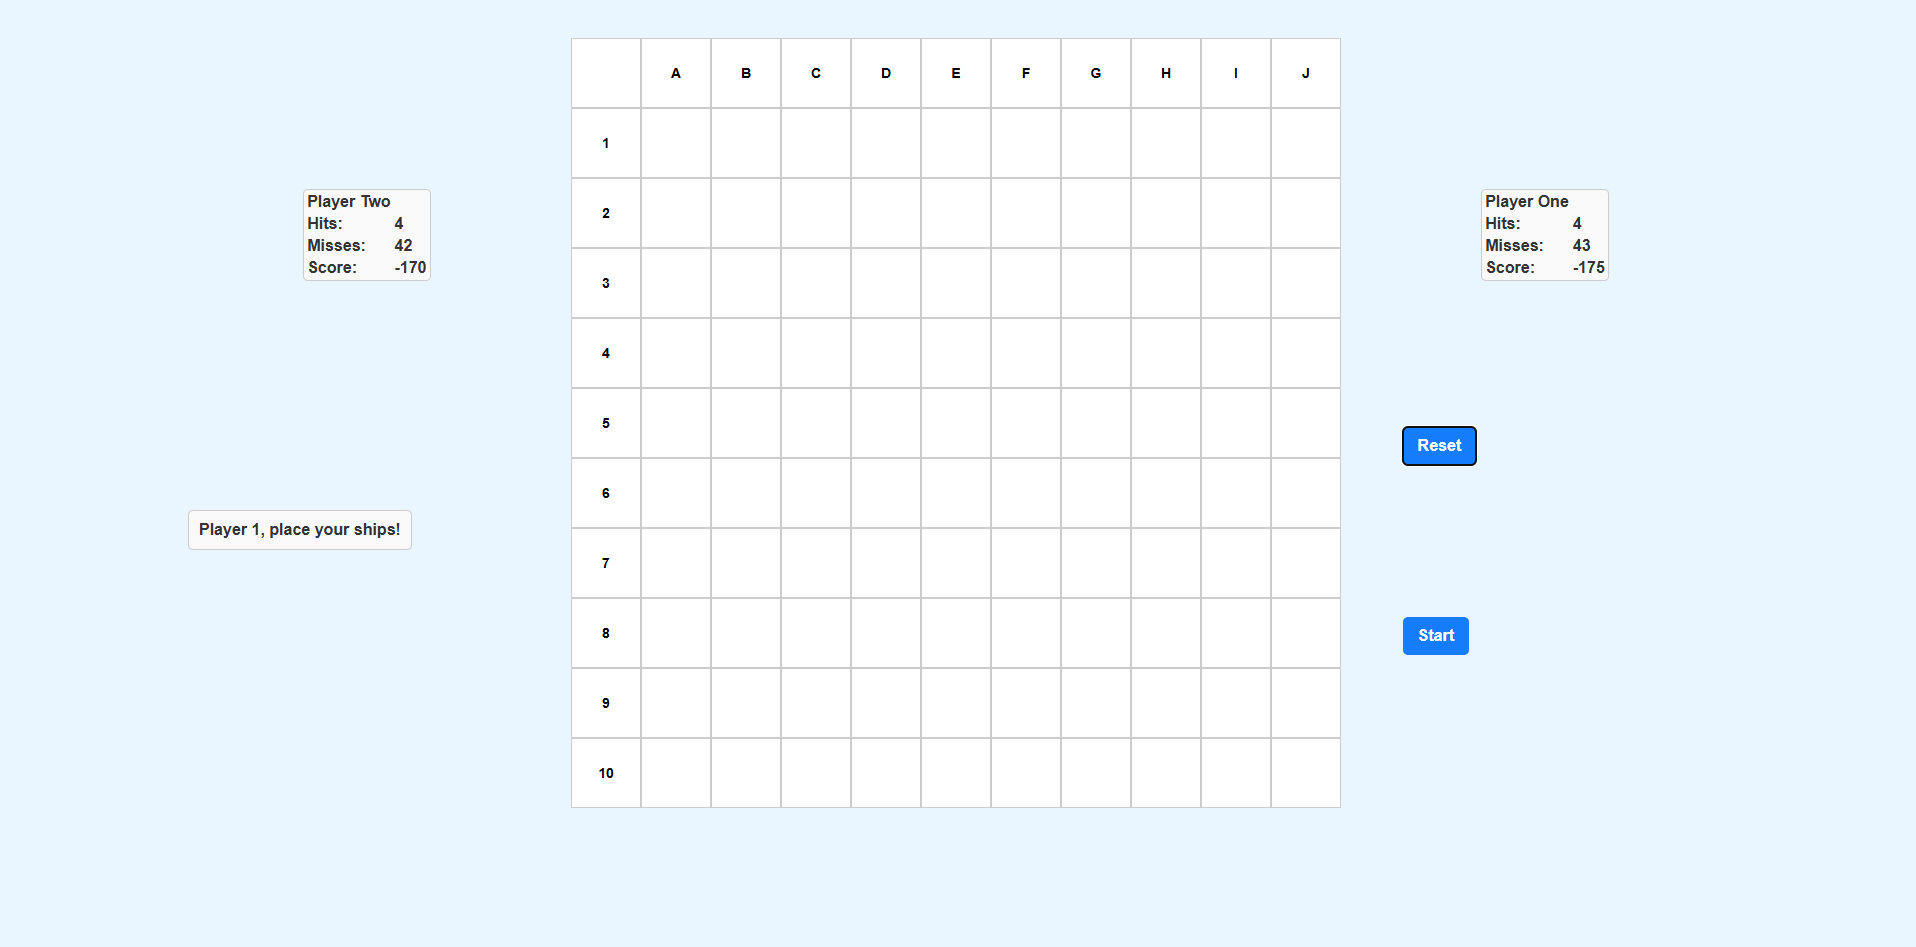 A B C D E F G H I J
1
2
3
4
5
6
7
8
9
10
Player Two
Hits: 4
Misses: 42
Score: -170
Player 1, place your ships!
Player One
Hits: 4
Misses: 43
Score: -175
Reset
Start